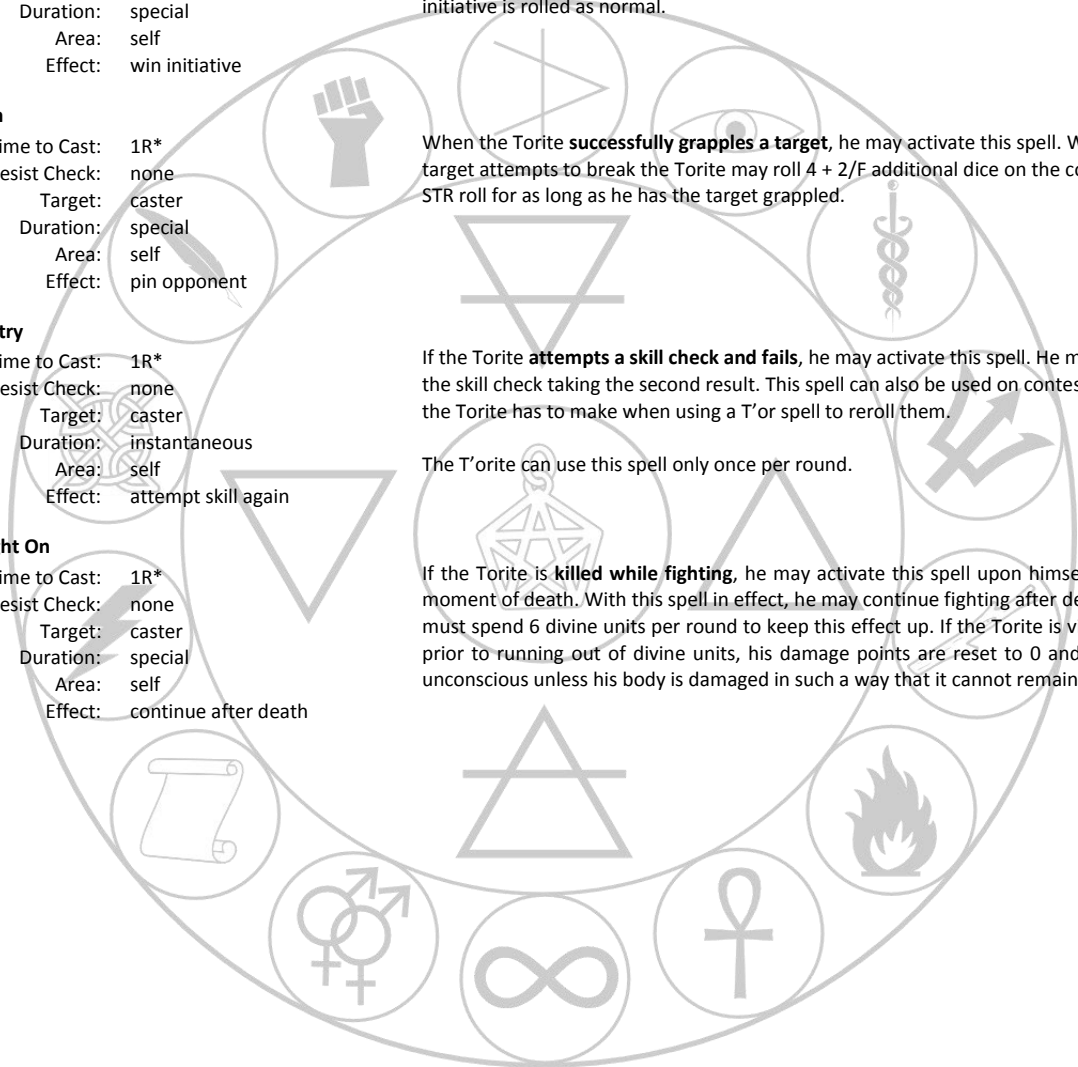 Duration: special
Area: self
Effect: win initiative
initiative is rolled as normal.
ime to Cast: 1R*
esist Check: none
Target: caster
Duration: special
Area: self
Effect: pin opponent
When the Torite successfully grapples a target, he may activate this spell. W
target attempts to break the Torite may roll 4 + 2/F additional dice on the co
STR roll for as long as he has the target grappled.
try
ime to Cast: 1R*
esist Check: none
Target: caster
Duration: instantaneous
Area: self
Effect: attempt skill again
If the Torite attempts a skill check and fails, he may activate this spell. He m
the skill check taking the second result. This spell can also be used on contes
the Torite has to make when using a T'or spell to reroll them.
The T'orite can use this spell only once per round.
ht On
ime to Cast: 1R*
esist Check: none
Target: caster
Duration: special
Area: self
Effect: continue after death
If the Torite is killed while fighting, he may activate this spell upon himse
moment of death. With this spell in effect, he may continue fighting after de
must spend 6 divine units per round to keep this effect up. If the Torite is v
prior to running out of divine units, his damage points are reset to 0 and
unconscious unless his body is damaged in such a way that it cannot remain